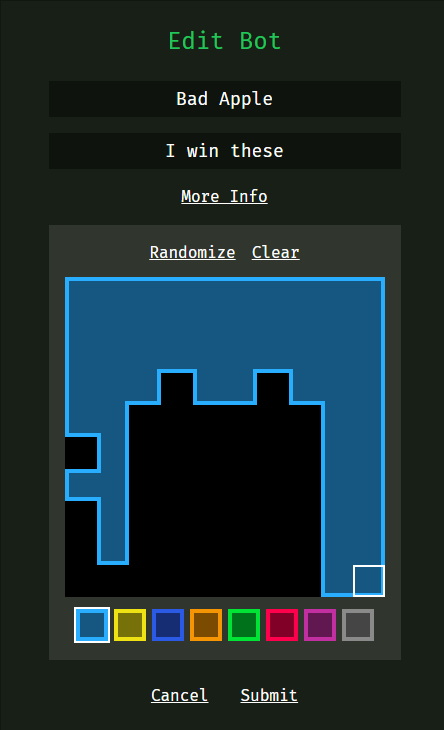 Edit Bot
Bad Apple
I win these
More Info
Randomize Clear
Cancel Submit